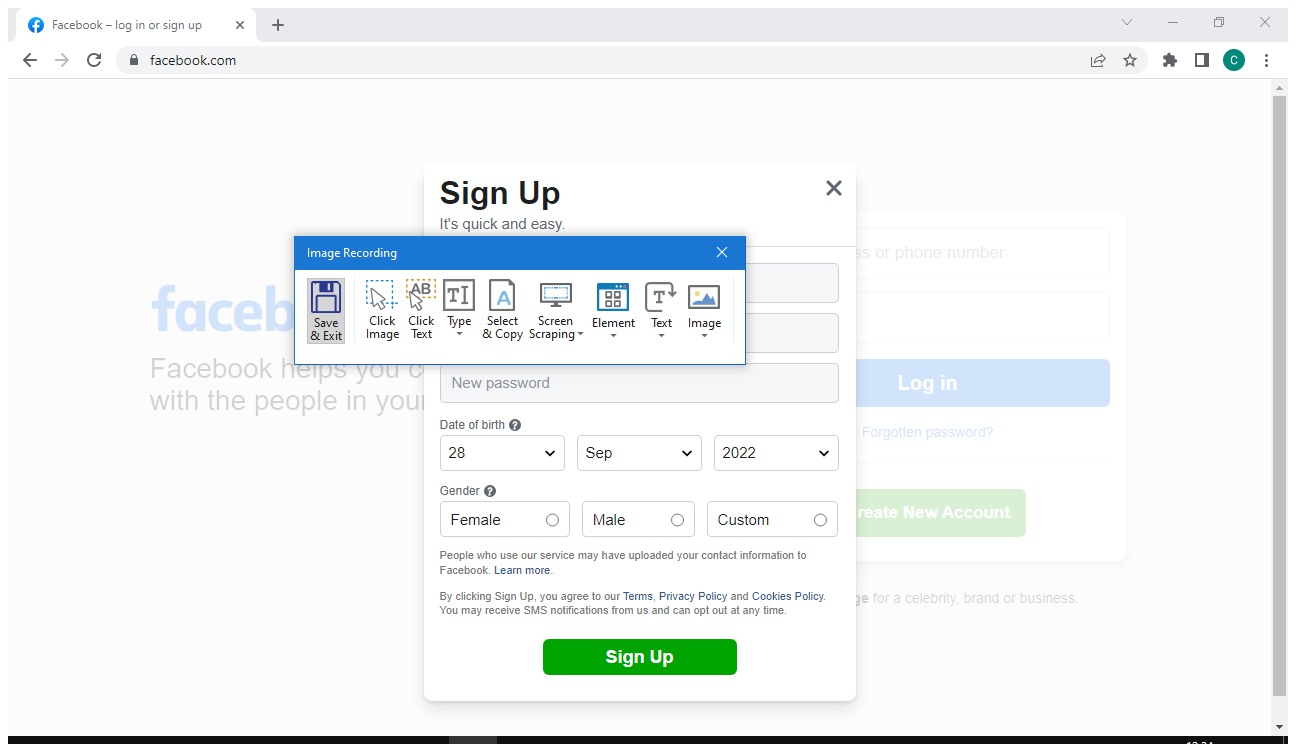 Facebook – log in or sign up
facebook.com
C
Sign Up
It's quick and easy.
or phone number
Image Recording
Save & Exit
Click Image
AB
Click Text
T
Type
A
Select & Copy
Screen Scraping
Element
T
Text
Image
faceb
Facebook helps you
with the people in your
New password
Log in
Forgotten password?
Date of birth ?
28
Sep
2022
Gender ?
Female
Male
Custom
New Account
People who use our service may have uploaded your contact information to
Facebook. Learn more.
By clicking Sign Up, you agree to our Terms, Privacy Policy and Cookies Policy.
You may receive SMS notifications from us and can opt out at any time.
for a celebrity, brand or business.
Sign Up